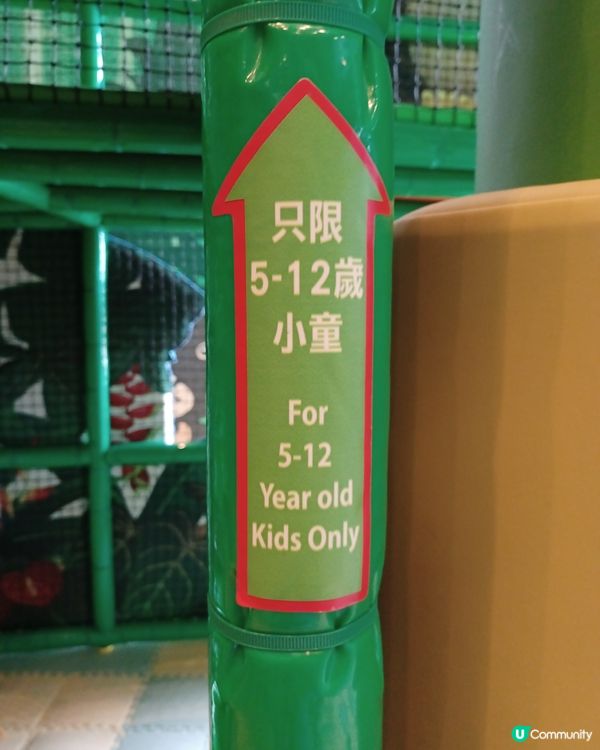 只限
5-12歲
小童
For
5-12
Year old
Kids Only
U Community